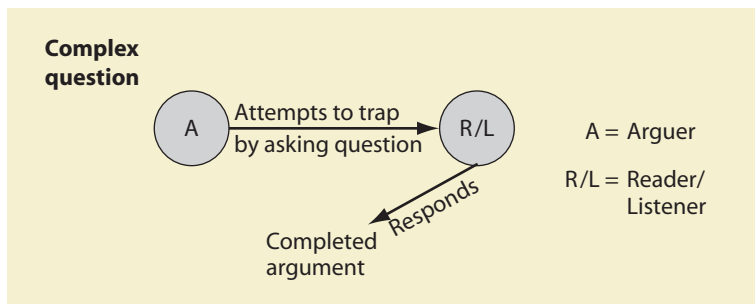 Complex
question
A
Attempts to trap
by asking question
R/L
A = Arguer
R/L = Reader/
Listener
Responds
Completed
argument